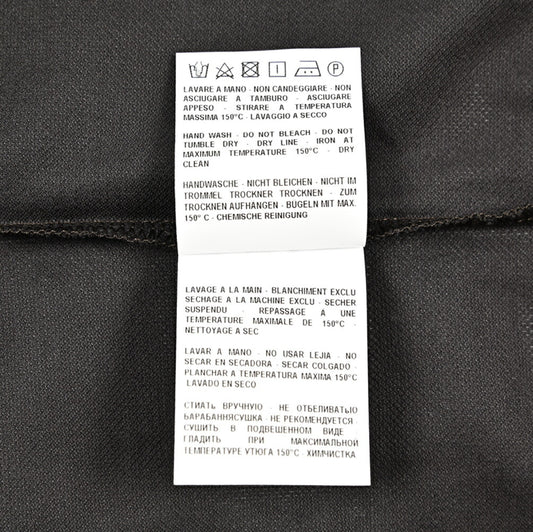 P
LAVARE A MANO - NON CANDEGGIARE - NON
ASCIUGARE A TAMBURO - ASCIUGARE
APPESO - STIRARE A TEMPERATURA
MASSIMA 150°C - LAVAGGIO A SECCO
HAND WASH - DO NOT BLEACH - DO NOT
TUMBLE DRY - DRY LINE - IRON AT
MAXIMUM TEMPERATURE 150°C - DRY
CLEAN
HANDWASCHE - NICHT BLEICHEN - NICHT IM
TROMMEL TROCKNER TROCKNEN - ZUM
TROCKNEN AUFHANGEN - BUGELN MIT MAX.
150° C - CHEMISCHE REINIGUNG
LAVAGE A LA MAIN - BLANCHIMENT EXCLU
SECHAGE A LA MACHINE EXCLU - SECHER
SUSPENDU - REPASSAGE A UNE
TEMPERATURE MAXIMALE DE 150°C -
NETTOYAGE A SEC
LAVAR A MANO - NO USAR LEJIA - NO
SECAR EN SECADORA - SECAR COLGADO -
PLANCHAR A TEMPERATURA MAXIMA 150°C
LAVADO EN SECO
СТИАТЬ ВРУЧНУЮ - НЕ ОТБЕЛИВАТЬ
БАРАБАННЯСУШКА - НЕ РЕКОМЕНДУЕТСЯ -
СУШИТЬ В ПОДВЕШЕННОМ ВИДЕ -
ГЛАДИТЬ ПРИ МАКСИМАЛЬНОЙ
ТЕМПЕРАТУРЕ УТЮГА 150°С - ХИМЧИСТКА